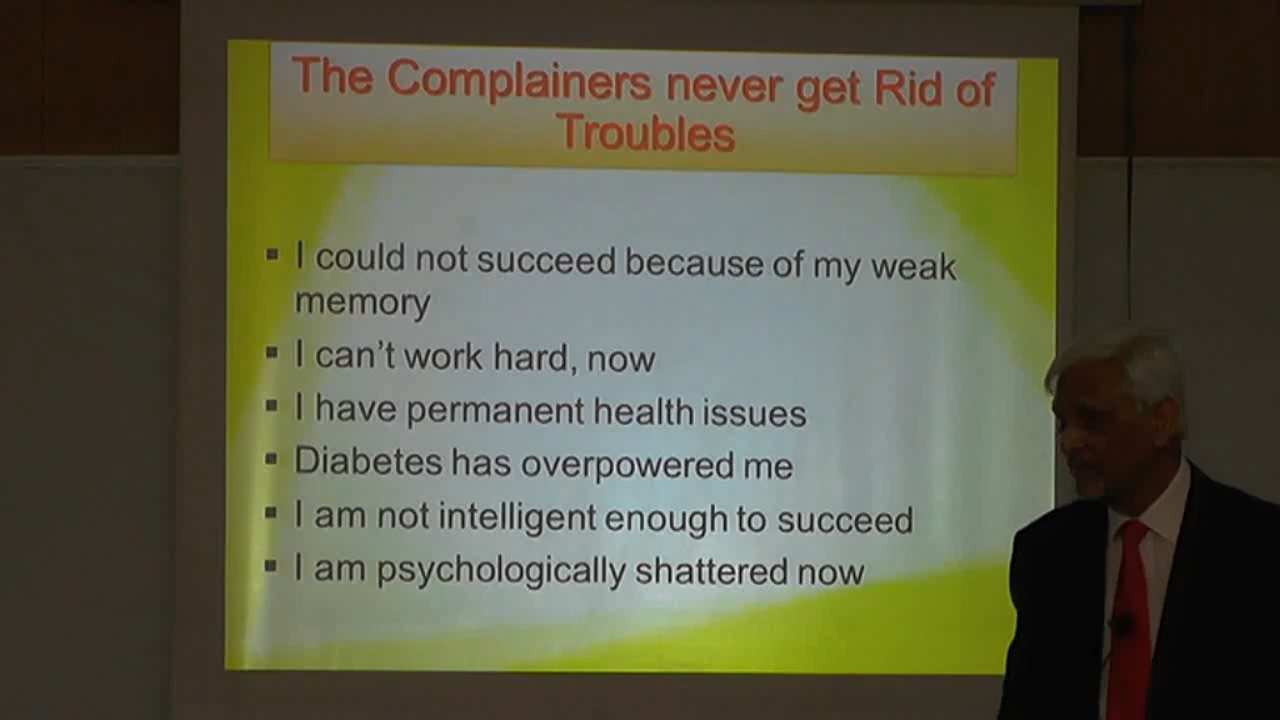 The Complainers never get Rid of
Troubles
▪ I could not succeed because of my weak
memory
▪ I can't work hard, now
▪ I have permanent health issues
▪ Diabetes has overpowered me
▪ I am not intelligent enough to succeed
▪ I am psychologically shattered now